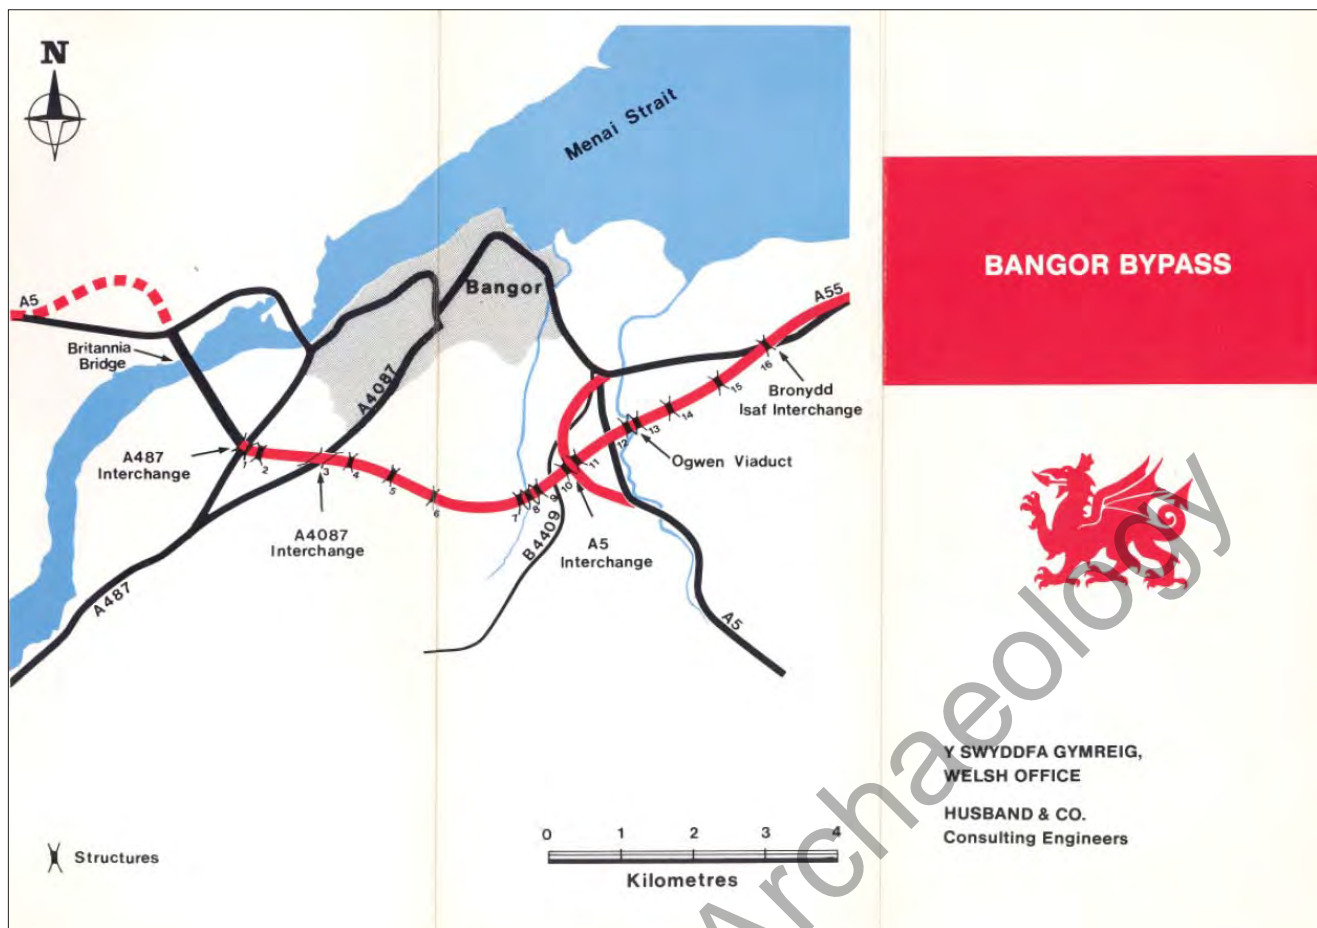 N
Menai Strait
Bangor
A5
Britannia
Bridge
A4087
A55
Bronydd
Isaf Interchange
A487
Interchange
Ogwen Viaduct
1
2
3
4
5
6
7
8
9
10
11
12
13
14
15
16
A4087
Interchange
B4409
A5
Interchange
A487
A5
Structures
0 1 2 3 4
Kilometres
BANGOR BYPASS
Y SWYDDFA GYMREIG,
WELSH OFFICE
HUSBAND & CO.
Consulting Engineers
Archaeology